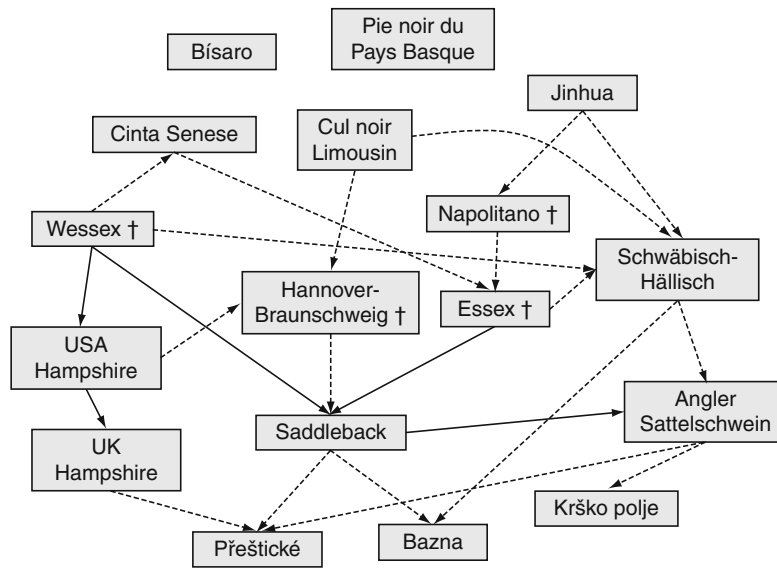 Bísaro
Pie noir du
Pays Basque
Jinhua
Cinta Senese
Cul noir
Limousin
Napolitano †
Wessex †
Schwäbisch-
Hällisch
Hannover-
Braunschweig †
Essex †
USA
Hampshire
Angler
Sattelschwein
Saddleback
UK
Hampshire
Krško polje
Přeštické
Bazna